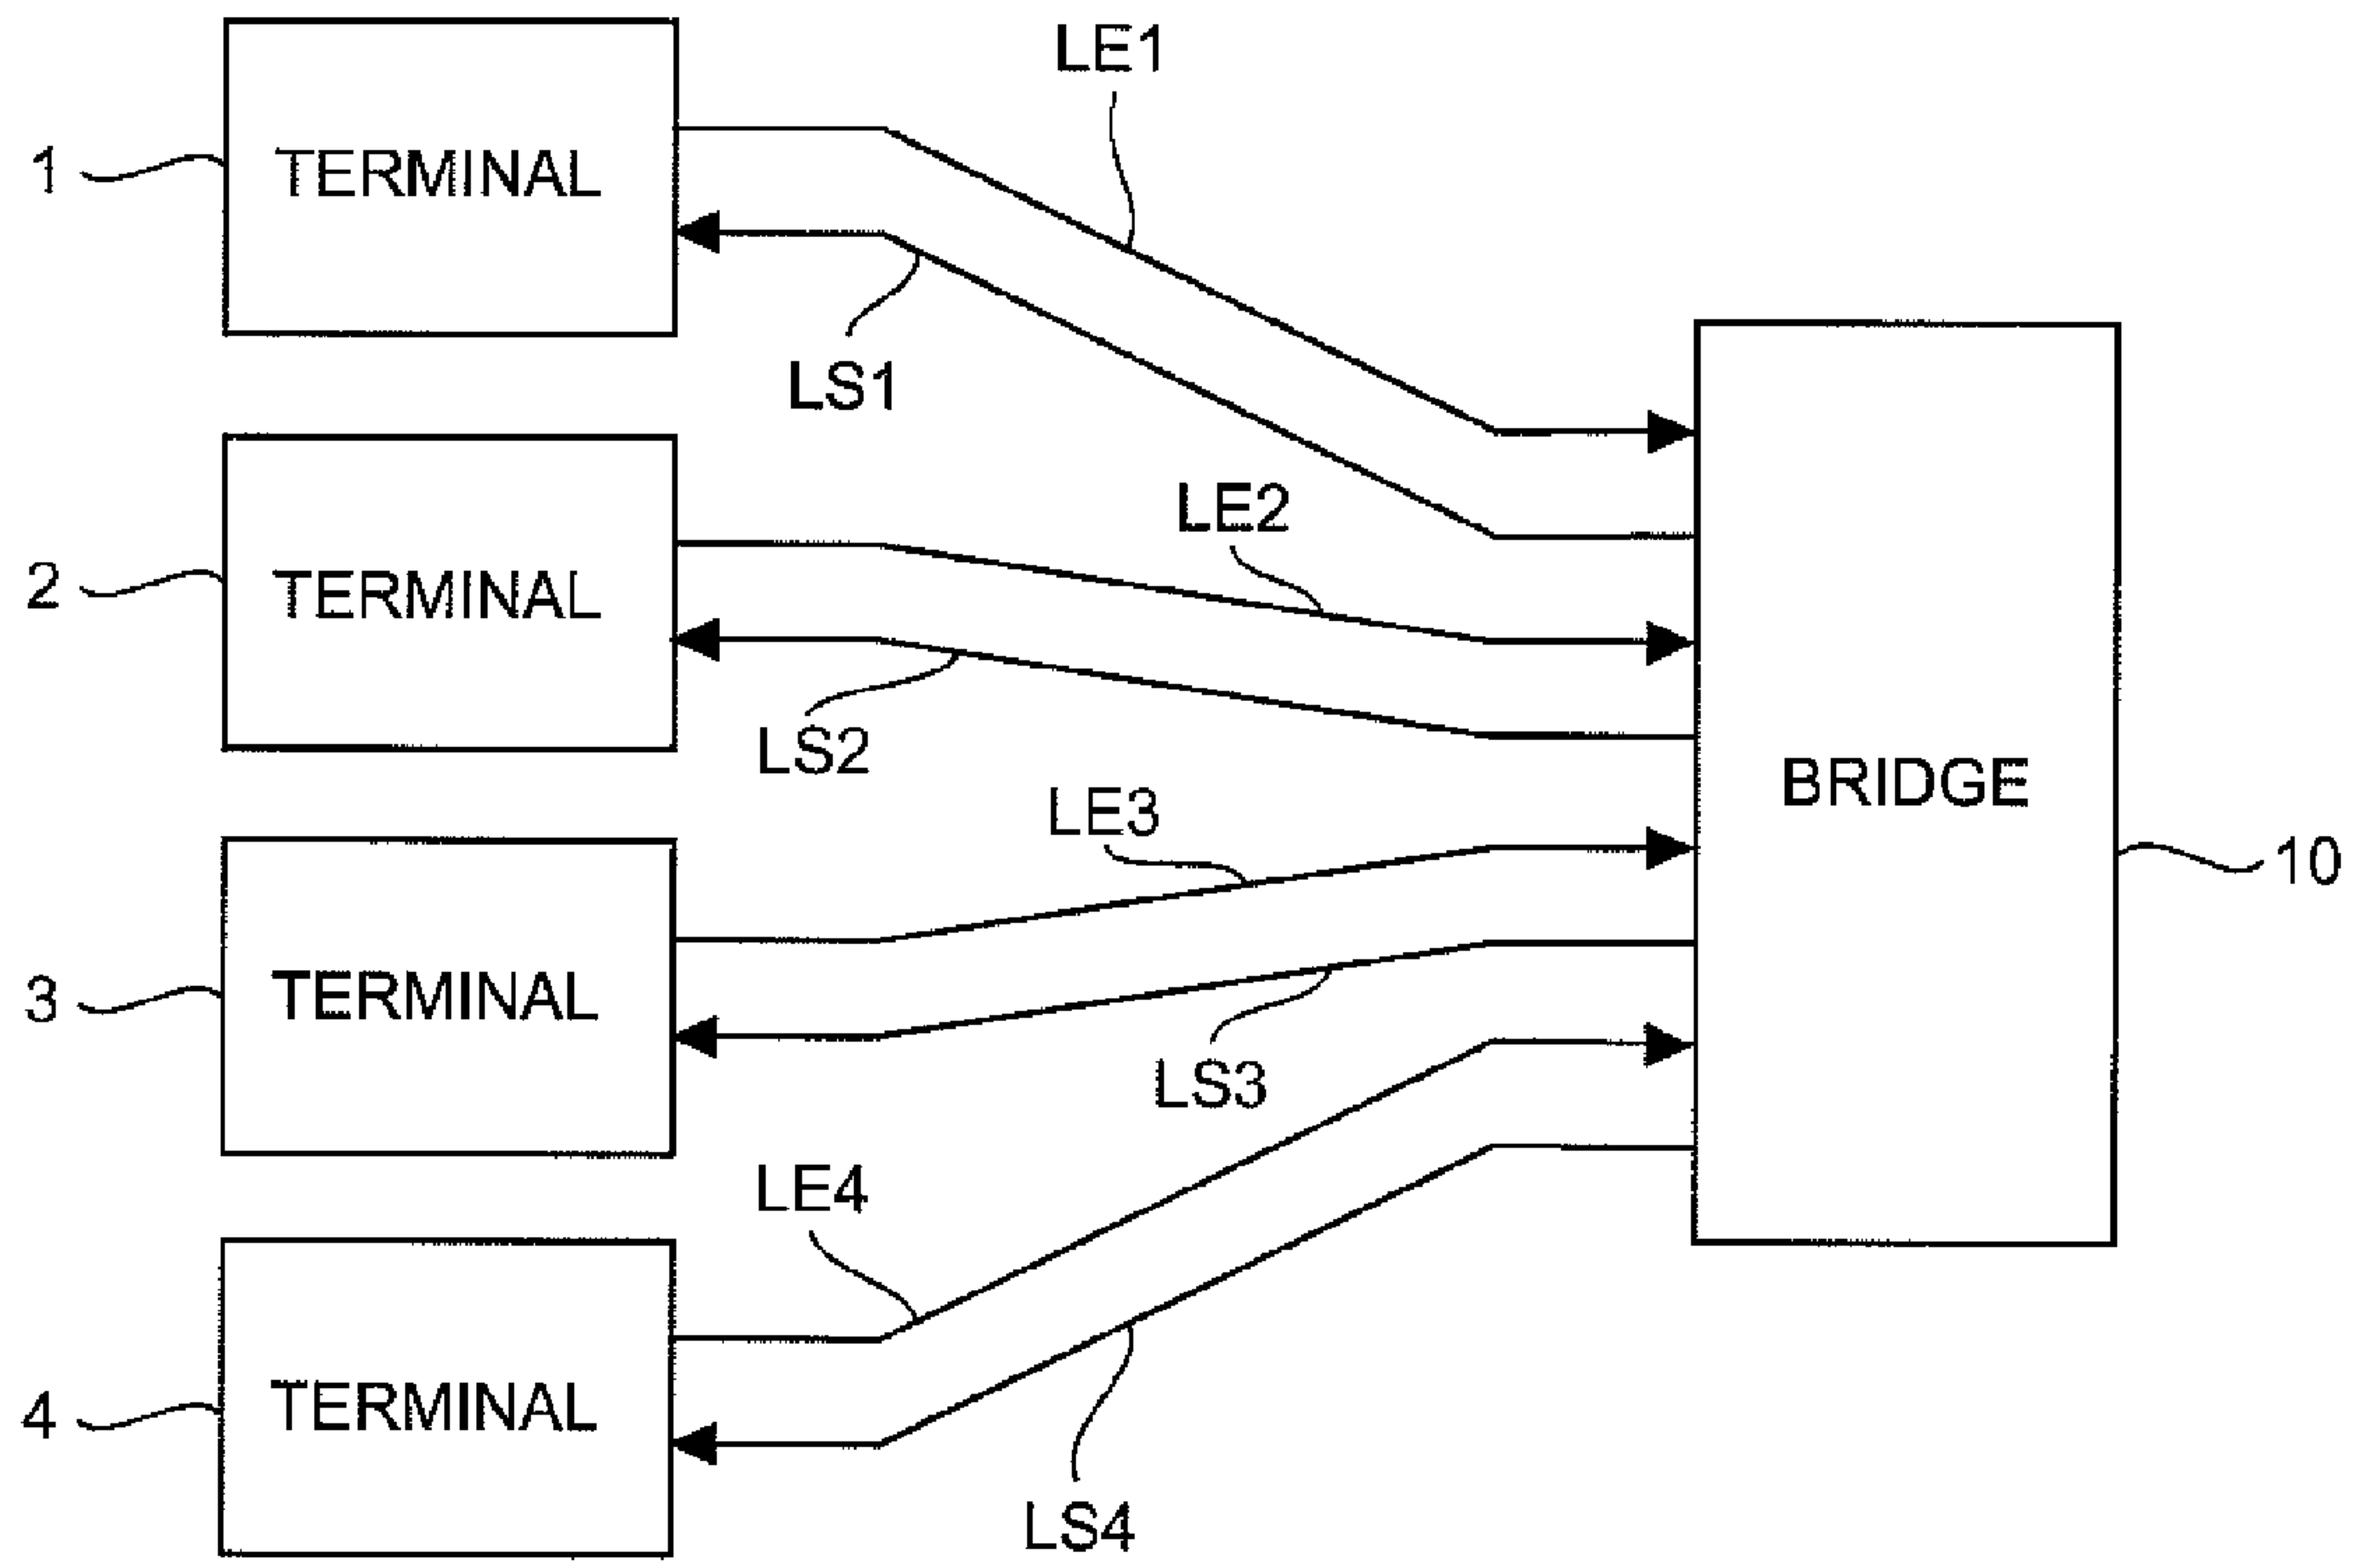 LE1
1 TERMINAL
LS1
LE2
2 TERMINAL
LS2
BRIDGE
LE3
10
3 TERMINAL
LS3
LE4
4 TERMINAL
LS4